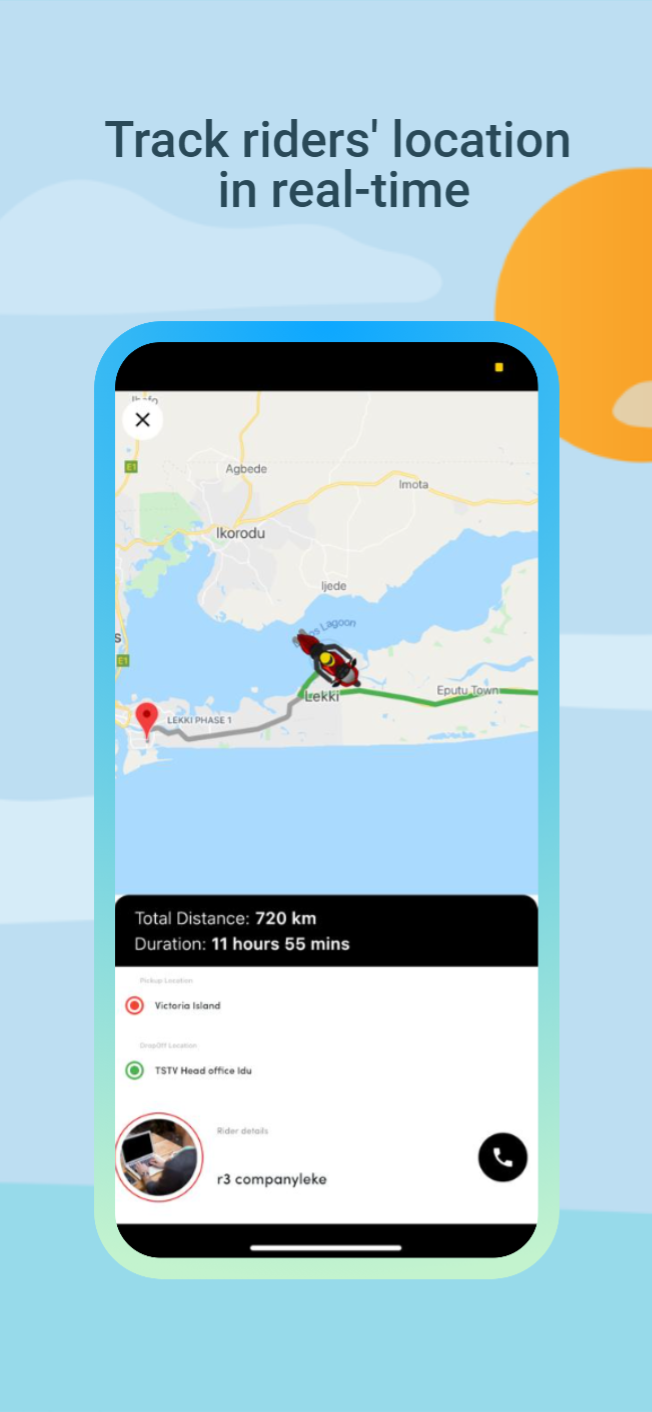 Track riders' location
in real-time
E1
Agbede
Imota
Ikorodu
Ijede
s
Lagoon
E1
Lekki
Eputu Town
LEKKI PHASE 1
Total Distance: 720 km
Duration: 11 hours 55 mins
Pickup Location
Victoria Island
DropOff Location
TSTV Head office Idu
Rider details
r3 companyleke